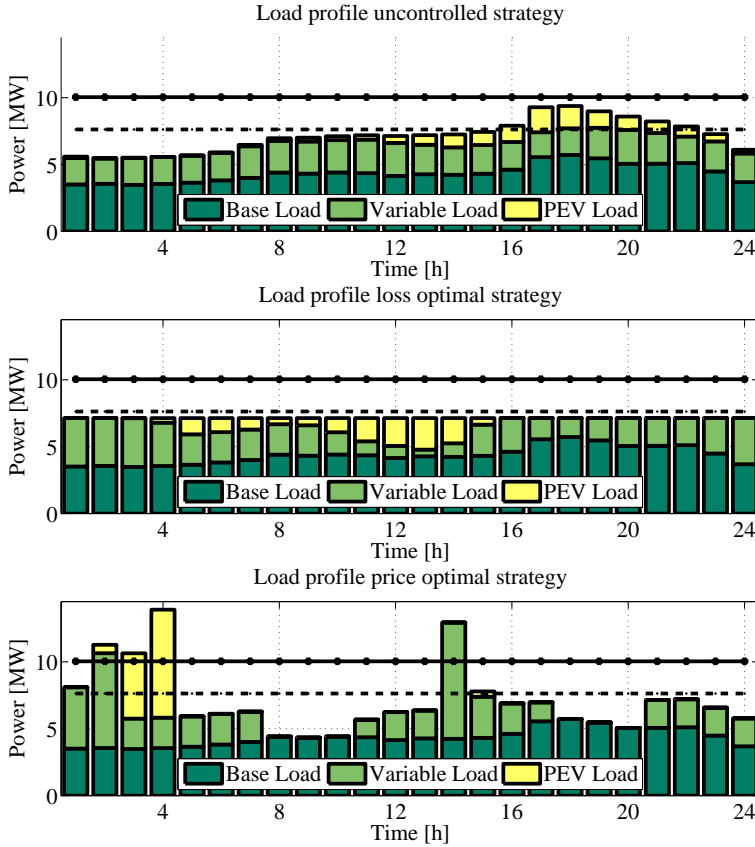 Load profile uncontrolled strategy
10
5
0
Power [MW]
Base Load Variable Load PEV Load
4 8 12 16 20 24
Time [h]
Load profile loss optimal strategy
10
5
0
Power [MW]
Base Load Variable Load PEV Load
4 8 12 16 20 24
Time [h]
Load profile price optimal strategy
10
5
0
Power [MW]
Base Load Variable Load PEV Load
4 8 12 16 20 24
Time [h]